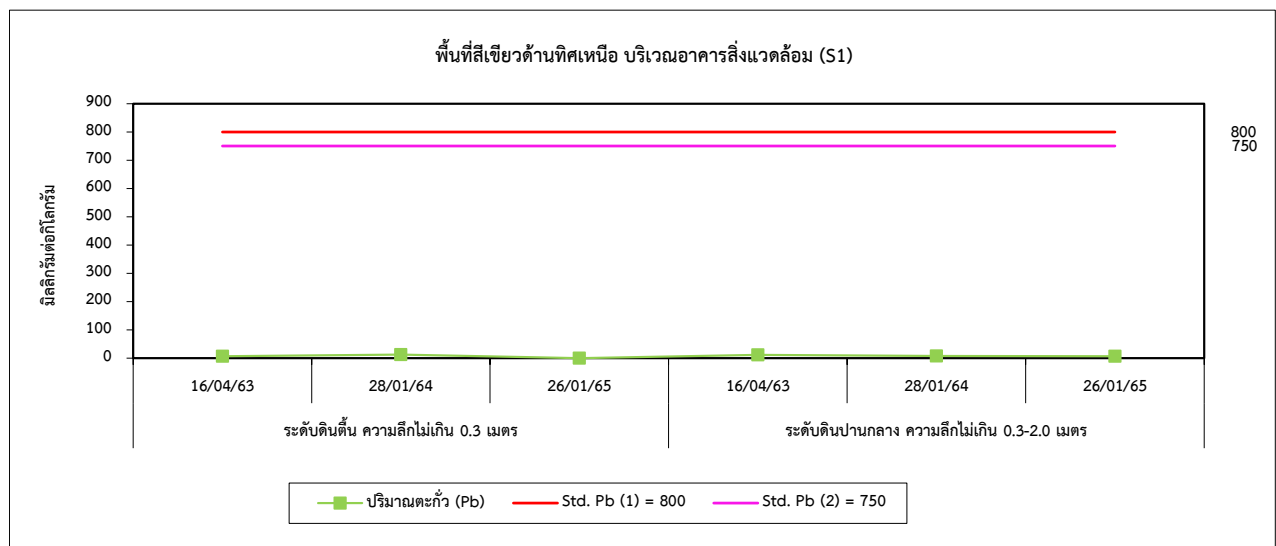 พื้นที่สีเขียวด้านทิศเหนือ บริเวณอาคารสิ่งแวดล้อม (S1)
มิลลิกรัมต่อกิโลกรัม
900
800
700
600
500
400
300
200
100
0
800
750
16/04/63 28/01/64 26/01/65 16/04/63 28/01/64 26/01/65
ระดับดินตื้น ความลึกไม่เกิน 0.3 เมตร ระดับดินปานกลาง ความลึกไม่เกิน 0.3-2.0 เมตร
ปริมาณตะกั่ว (Pb) Std. Pb (1) = 800 Std. Pb (2) = 750